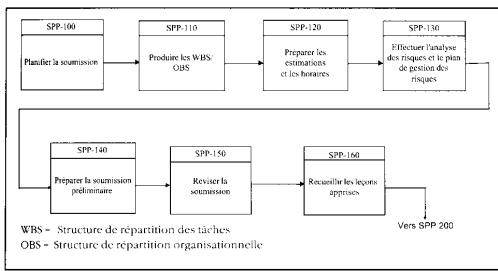 SPP-100
Planifier la soumission
SPP-110
Produire les WBS/
OBS
SPP-120
Préparer les
estimations
et les horaires
SPP-130
Effectuer l'analyse
des risques et le plan
de gestion des
risques
SPP-140
Préparer la soumission
préliminaire
SPP-150
Reviser la
soumission
SPP-160
Recueillir les leçons
apprises
Vers SPP 200
WBS – Structure de répartition des tâches
OBS – Structure de répartition organisationnelle